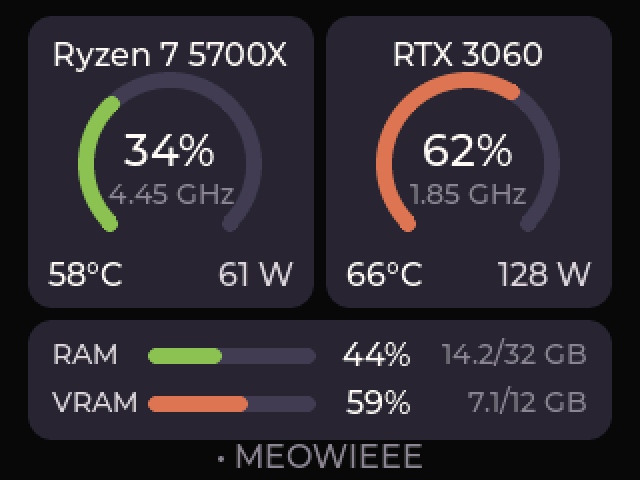 Ryzen 7 5700X
34%
4.45 GHz
58°C 61 W
RTX 3060
62%
1.85 GHz
66°C 128 W
RAM 44% 14.2/32 GB
VRAM 59% 7.1/12 GB
• MEOWIEEE